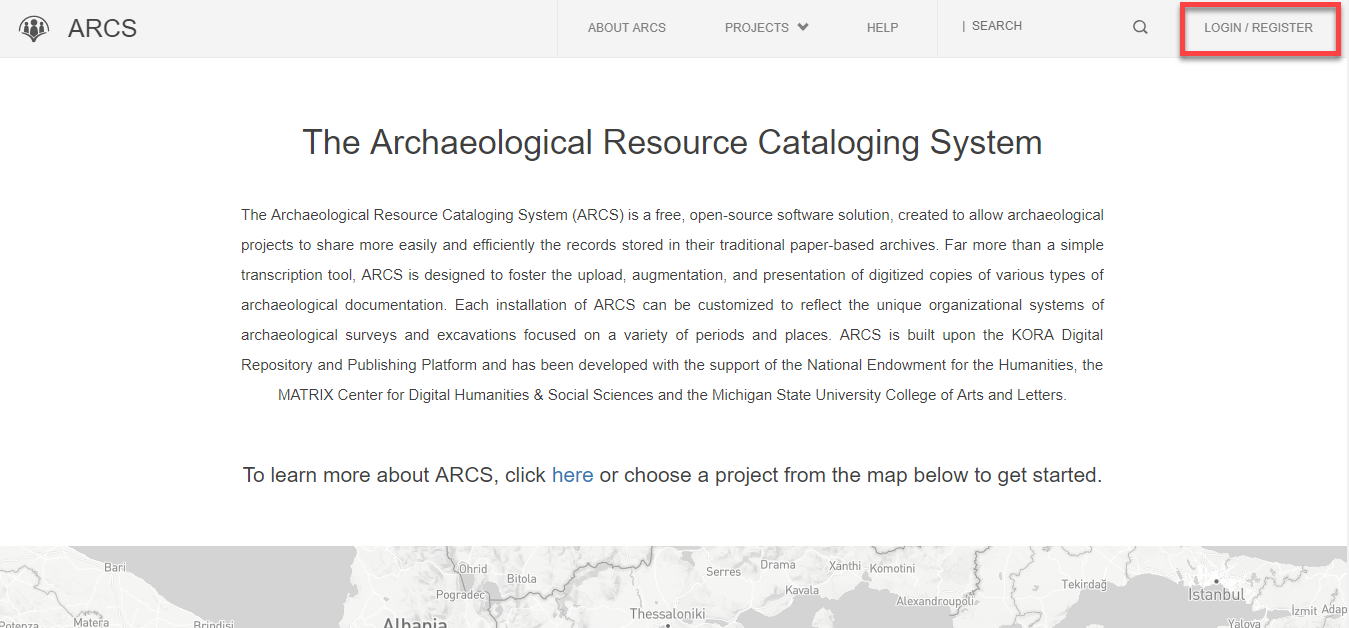 ARCS
ABOUT ARCS PROJECTS HELP | SEARCH LOGIN / REGISTER
The Archaeological Resource Cataloging System
The Archaeological Resource Cataloging System (ARCS) is a free, open-source software solution, created to allow archaeological
projects to share more easily and efficiently the records stored in their traditional paper-based archives. Far more than a simple
transcription tool, ARCS is designed to foster the upload, augmentation, and presentation of digitized copies of various types of
archaeological documentation. Each installation of ARCS can be customized to reflect the unique organizational systems of
archaeological surveys and excavations focused on a variety of periods and places. ARCS is built upon the KORA Digital
Repository and Publishing Platform and has been developed with the support of the National Endowment for the Humanities, the
MATRIX Center for Digital Humanities & Social Sciences and the Michigan State University College of Arts and Letters.
To learn more about ARCS, click here or choose a project from the map below to get started.
Bari
Ohrid
Bitola
Serres
Drama
Xanthi
Komotini
Pogradec
Kavala
Alexandroupoli
Tekirdağ
Istanbul
Potenza
Matera
Brindisi
Albania
Thessaloniki
Izmit
Adap
Yalova